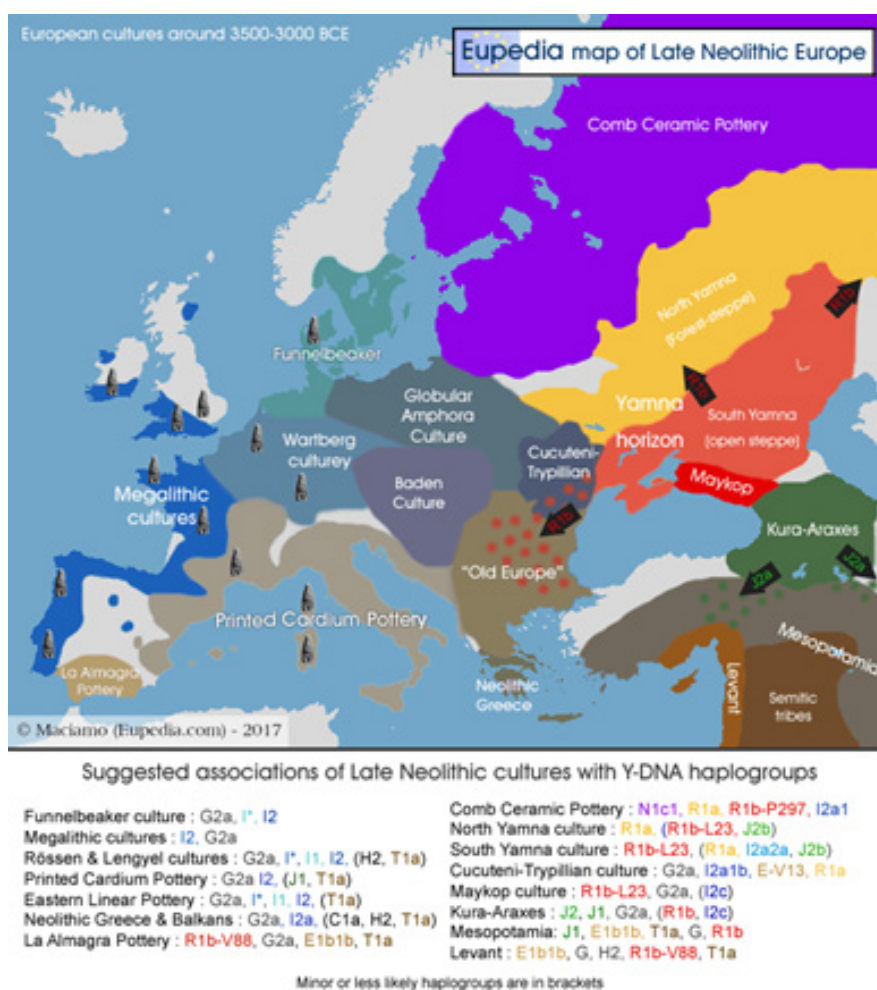 European cultures around 3500-3000 BCE
Eupedia map of Late Neolithic Europe
Comb Ceramic Pottery
R1b
North Yamna
(Forest-steppe)
Funnelbeaker
R1b
Globular
Amphora
Culture
Yamna
horizon
South Yamna
(open steppe)
Wartberg
culturey
Cucuteni-
Trypillian
Baden
Culture
Maykop
Megalithic
cultures
R1b
Kura-Araxes
"Old Europe"
J2a
J2a
Printed Cardium Pottery
Mesopotamia
La Almagra
Pottery
Neolithic
Greece
Levant
Semitic
tribes
© Maciamo (Eupedia.com) - 2017
Suggested associations of Late Neolithic cultures with Y-DNA haplogroups
Funnelbeaker culture : G2a, I*, I2
Megalithic cultures : I2, G2a
Rössen & Lengyel cultures : G2a, I*, I1, I2, (H2, T1a)
Printed Cardium Pottery : G2a I2, (J1, T1a)
Eastern Linear Pottery : G2a, I*, I1, I2, (T1a)
Neolithic Greek & Balkans : G2a, I2a, (C1a, H2, T1a)
La Almagra Pottery : R1b-V88, G2a, E1b1b, T1a
Comb Ceramic Pottery : N1c1, R1a, R1b-P297, I2a1
North Yamna culture : R1a, (R1b-L23, J2b)
South Yamna culture : R1b-L23, (R1a, I2a2a, J2b)
Cucuteni-Trypillian culture : G2a, I2a1b, E-V13, R1a
Maykop culture : R1b-L23, G2a, (I2c)
Kura-Araxes : J2, J1, G2a, (R1b, I2c)
Mesopotamia: J1, E1b1b, T1a, G, R1b
Levant : E1b1b, G, H2, R1b-V88, T1a
Minor or less likely haplogroups are in brackets